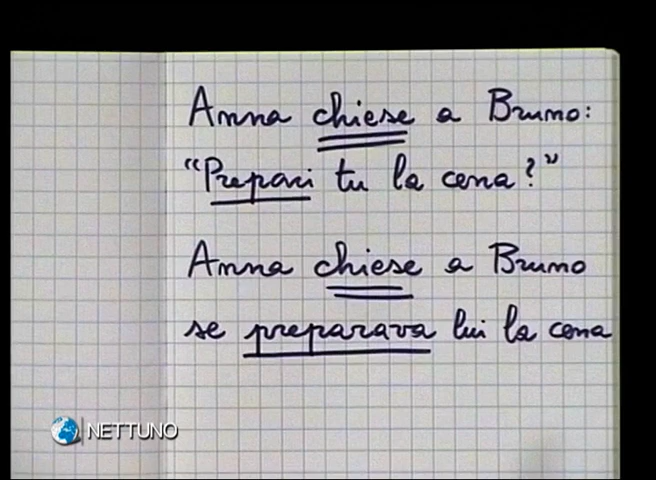 Anna chiese a Bruno:
“Prepari tu la cena?”
Anna chiese a Bruno
se preparava lui la cena
NETTUNO